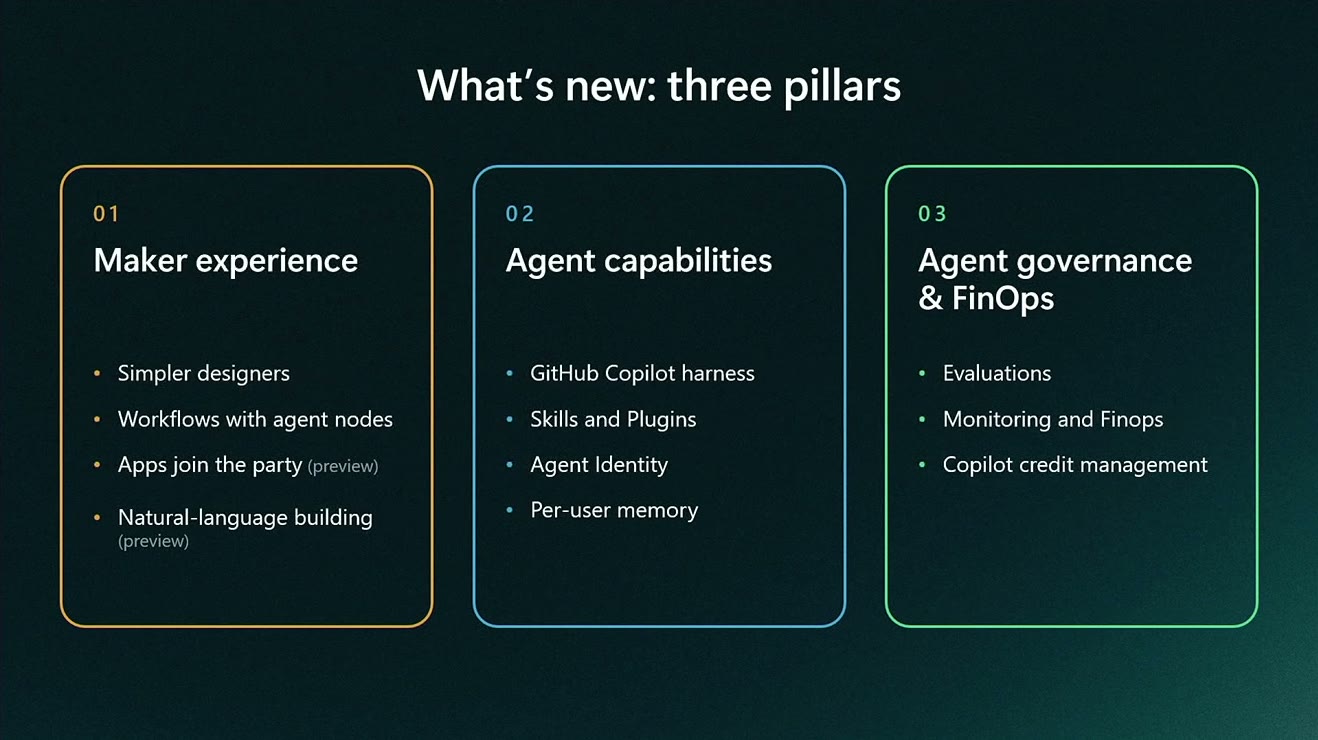 What's new: three pillars
01
Maker experience
• Simpler designers
• Workflows with agent nodes
• Apps join the party (preview)
• Natural-language building
(preview)
02
Agent capabilities
• GitHub Copilot harness
• Skills and Plugins
• Agent Identity
• Per-user memory
03
Agent governance
& FinOps
• Evaluations
• Monitoring and Finops
• Copilot credit management